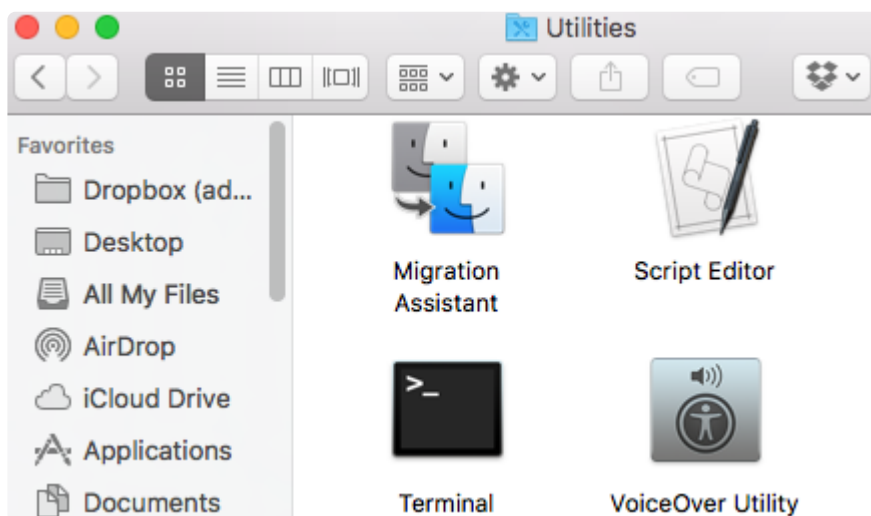 Utilities
Favorites
Dropbox (ad...
Desktop
All My Files
AirDrop
iCloud Drive
Applications
Documents
Migration
Assistant
Script Editor
>_
Terminal
VoiceOver Utility